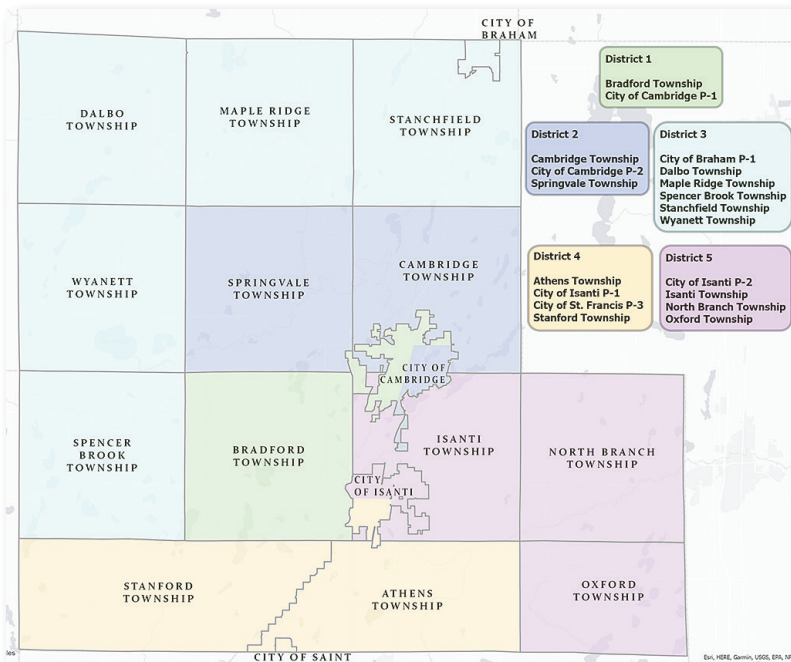 CITY OF
BRAHAM
District 1
Bradford Township
City of Cambridge P-1
DALBO
TOWNSHIP
MAPLE RIDGE
TOWNSHIP
STANCHFIELD
TOWNSHIP
District 2
Cambridge Township
City of Cambridge P-2
Springvale Township
District 3
City of Braham P-1
Dalbo Township
Maple Ridge Township
Spencer Brook Township
Stanchfield Township
Wyanett Township
WYANETT
TOWNSHIP
SPRINGVALE
TOWNSHIP
CAMBRIDGE
TOWNSHIP
District 4
Athens Township
City of Isanti P-1
City of St. Francis P-3
Stanford Township
District 5
City of Isanti P-2
Isanti Township
North Branch Township
Oxford Township
CITY OF
CAMBRIDGE
SPENCER
BROOK
TOWNSHIP
BRADFORD
TOWNSHIP
ISANTI
TOWNSHIP
NORTH BRANCH
TOWNSHIP
CITY
OF ISANTI
STANFORD
TOWNSHIP
ATHENS
TOWNSHIP
OXFORD
TOWNSHIP
les
CITY OF SAINT
Esri, HERE, Garmin, USGS, EPA, NP